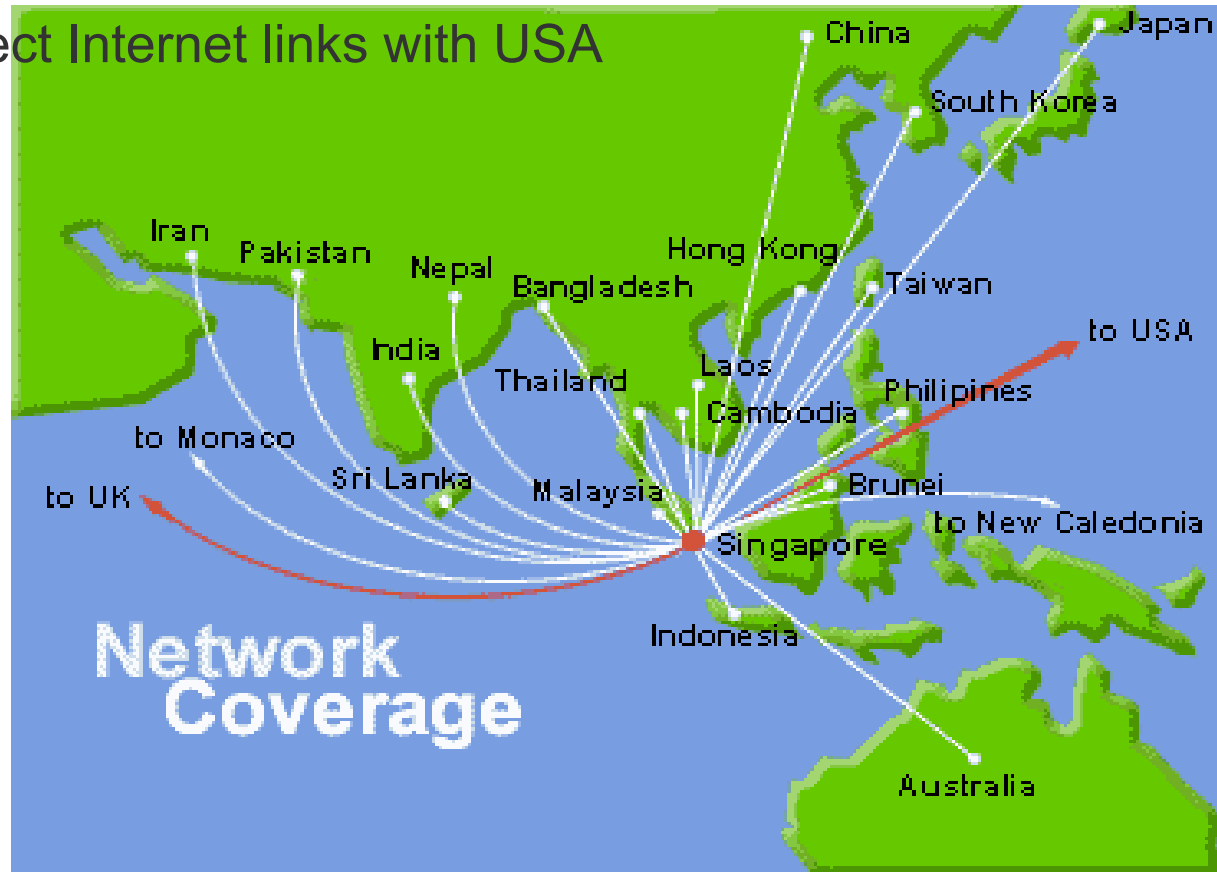 ect Internet links with USA
China
Japan
South Korea
Iran
Pakistan
Nepal
Hong Kong
Bangladesh
Taiwan
India
to USA
Thailand
Laos
Philipines
Cambodia
to Monaco
Sri Lanka
Malaysia
Brunei
to UK
to New Caledonia
Singapore
Indonesia
Network
Coverage
Australia